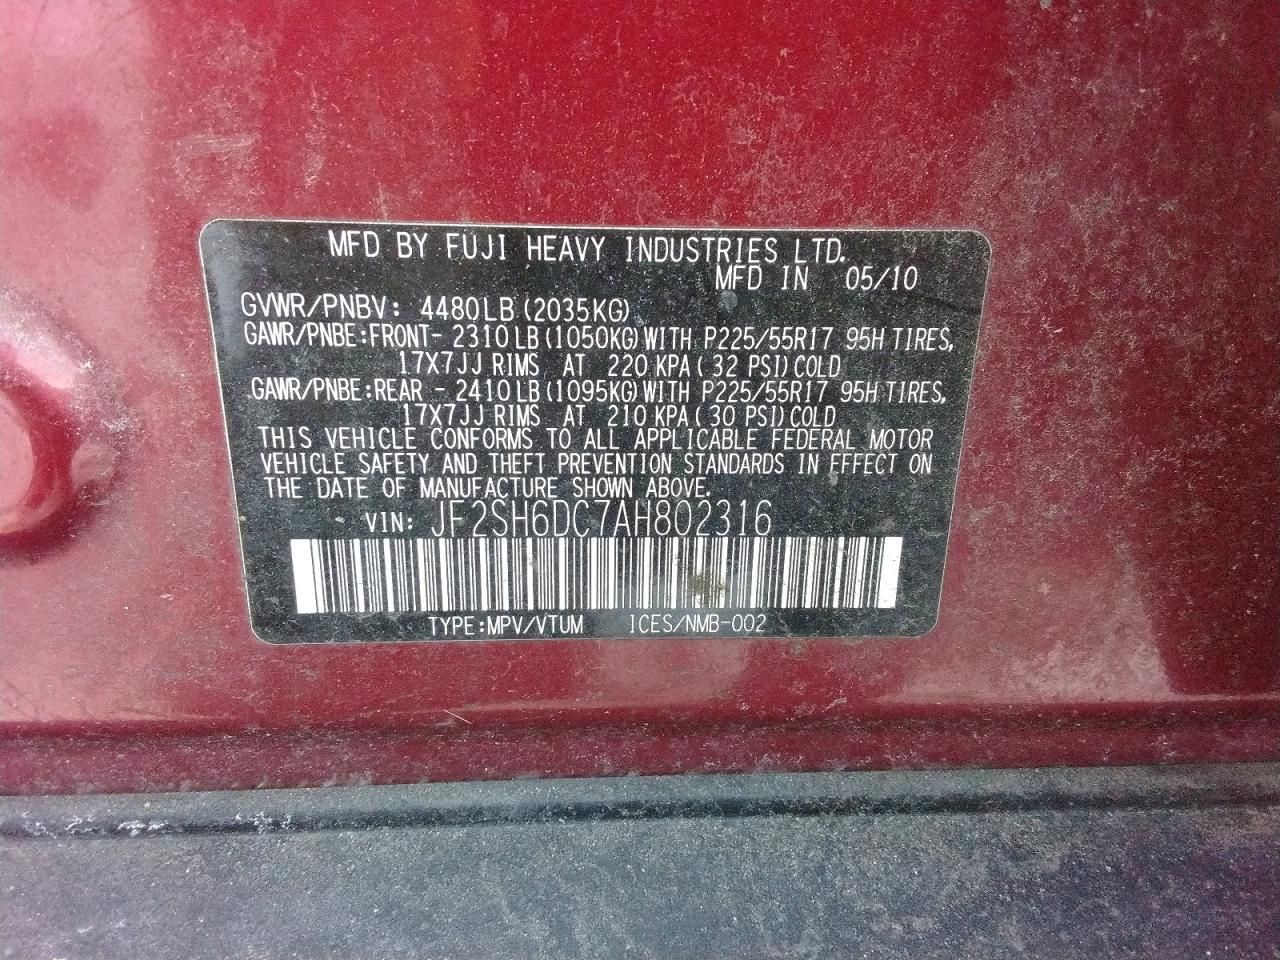 MFD BY FUJI HEAVY INDUSTRIES LTD.
MFD IN 05/10
GVWR/PNBV: 4480LB (2035KG)
GAWR/PNBE:FRONT- 2310LB (1050KG) WITH P225/55R17 95H TIRES,
17X7JJ RIMS AT 220 KPA ( 32 PSI) COLD
GAWR/PNBE:REAR - 2410LB (1095KG) WITH P225/55R17 95H TIRES,
17X7JJ RIMS AT 210 KPA ( 30 PSI) COLD
THIS VEHICLE CONFORMS TO ALL APPLICABLE FEDERAL MOTOR
VEHICLE SAFETY AND THEFT PREVENTION STANDARDS IN EFFECT ON
THE DATE OF MANUFACTURE SHOWN ABOVE.
VIN: JF2SH6DC7AH802316
TYPE:MPV/VTUM ICES/NMB-002